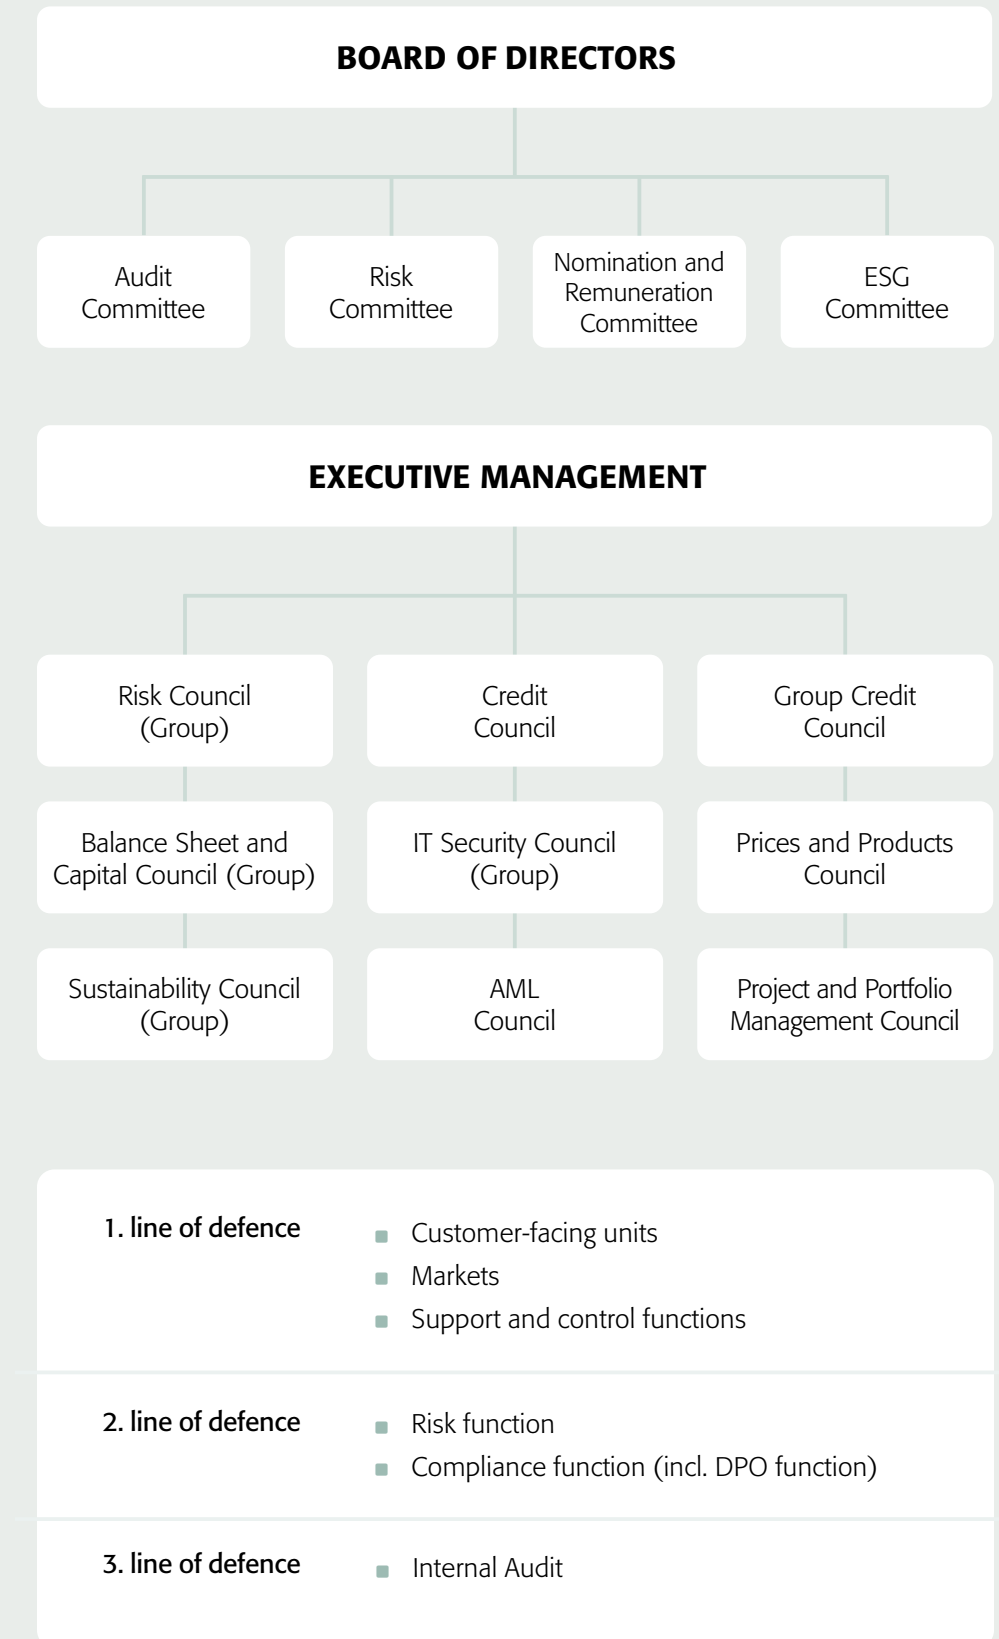 BOARD OF DIRECTORS
Audit
Committee
Risk
Committee
Nomination and
Remuneration
Committee
ESG
Committee
EXECUTIVE MANAGEMENT
Risk Council
(Group)
Credit
Council
Group Credit
Council
Balance Sheet and
Capital Council (Group)
IT Security Council
(Group)
Prices and Products
Council
Sustainability Council
(Group)
AML
Council
Project and Portfolio
Management Council
1. line of defence
Customer-facing units
Markets
Support and control functions
2. line of defence
Risk function
Compliance function (incl. DPO function)
3. line of defence
Internal Audit